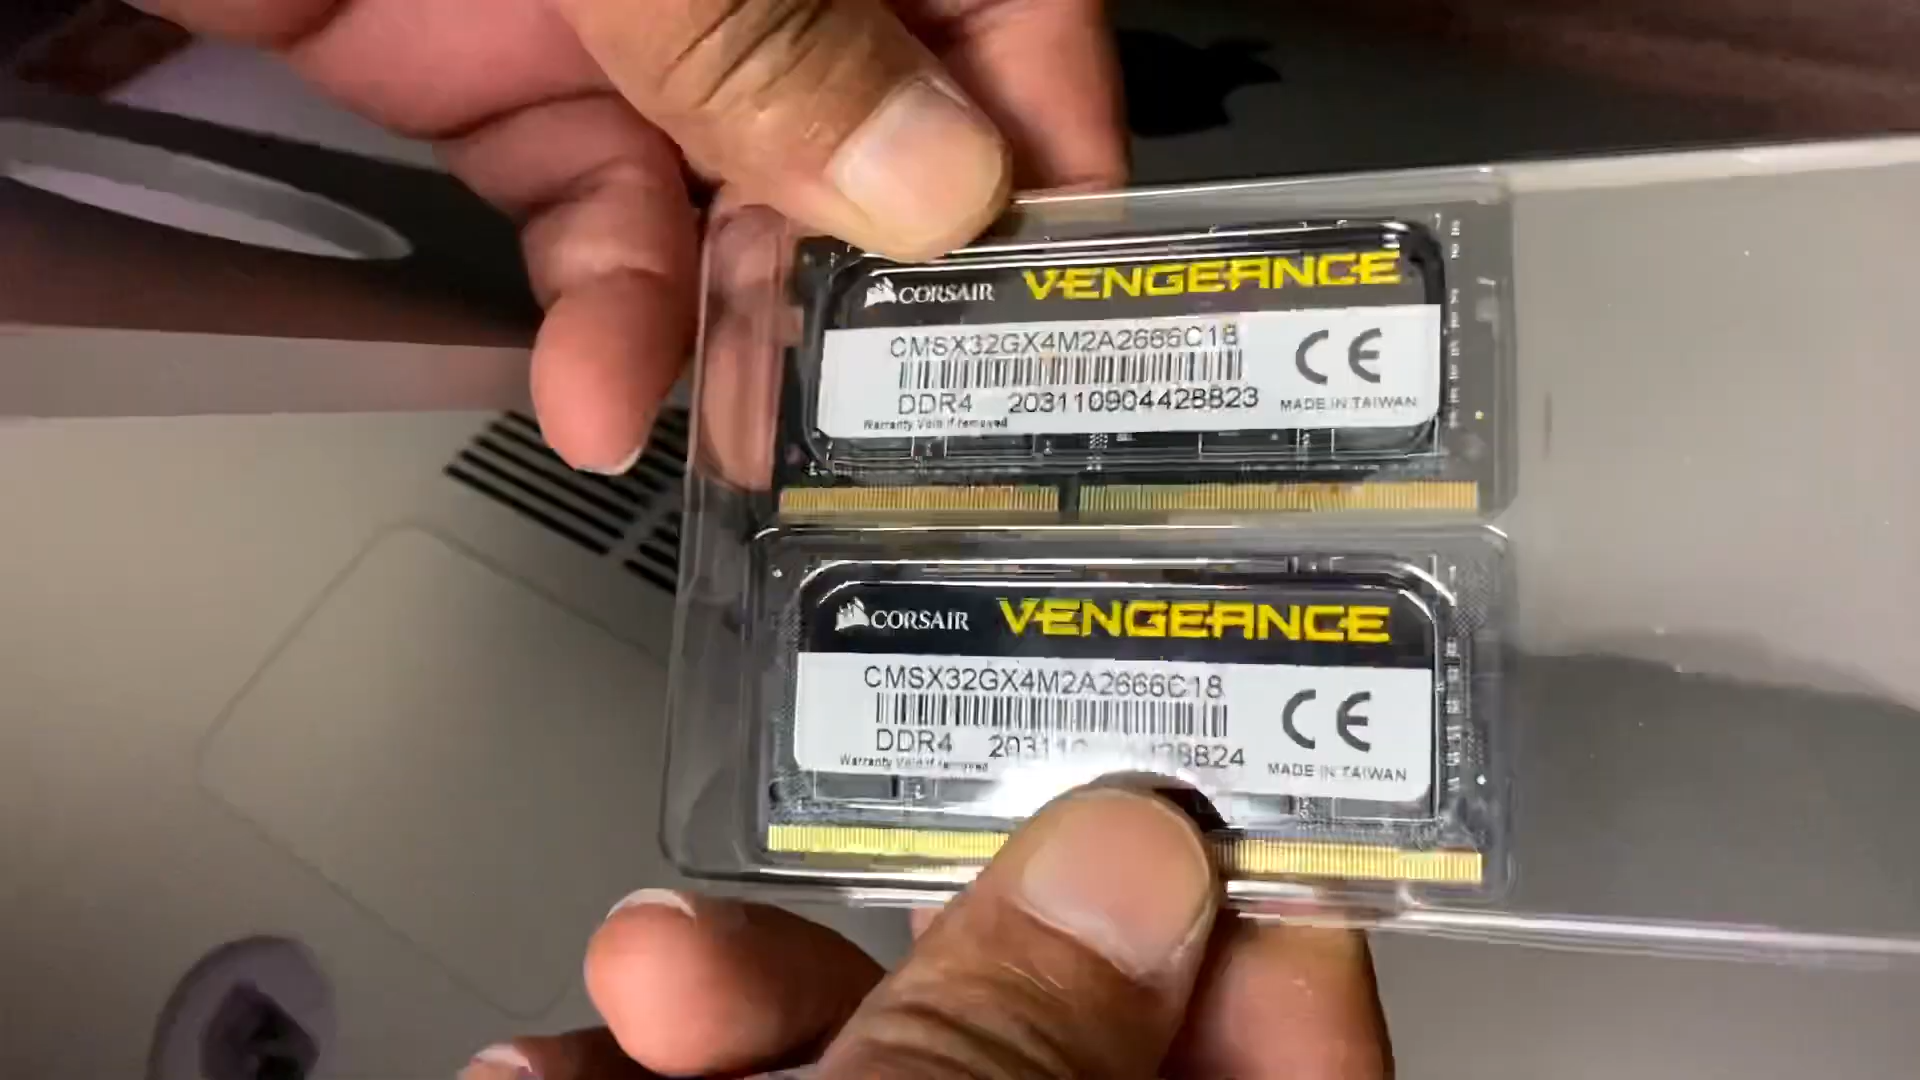 CORSAIR VENGEANCE
CMSX32GX4M2A2666C18
DDR4 203110904428823
Warranty Void if removed
CE
MADE IN TAIWAN
CORSAIR VENGEANCE
CMSX32GX4M2A2666C18
DDR4
Warranty Void if removed
CE
MADE IN TAIWAN